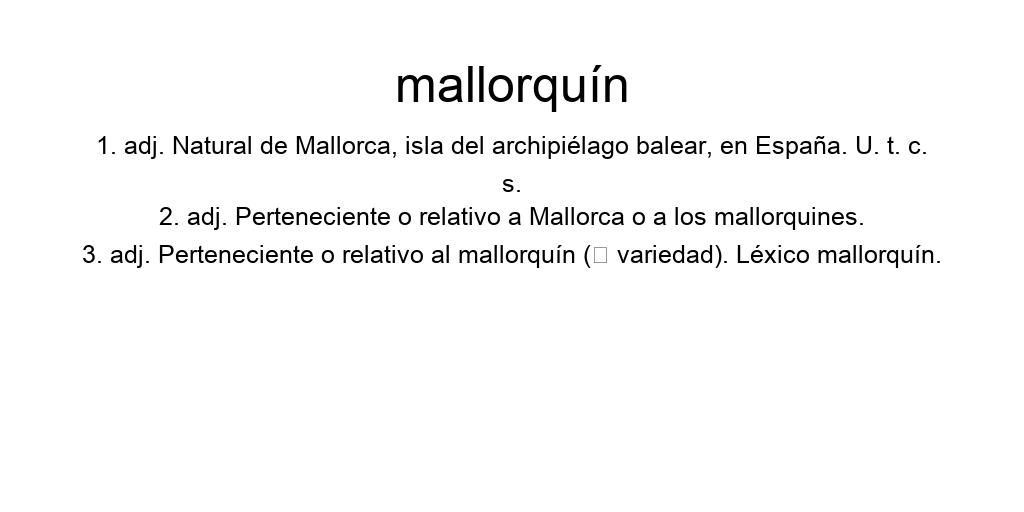 mallorquín
1. adj. Natural de Mallorca, isla del archipiélago balear, en España. U. t. c.
s.
2. adj. Perteneciente o relativo a Mallorca o a los mallorquines.
3. adj. Perteneciente o relativo al mallorquín (□ variedad). Léxico mallorquín.